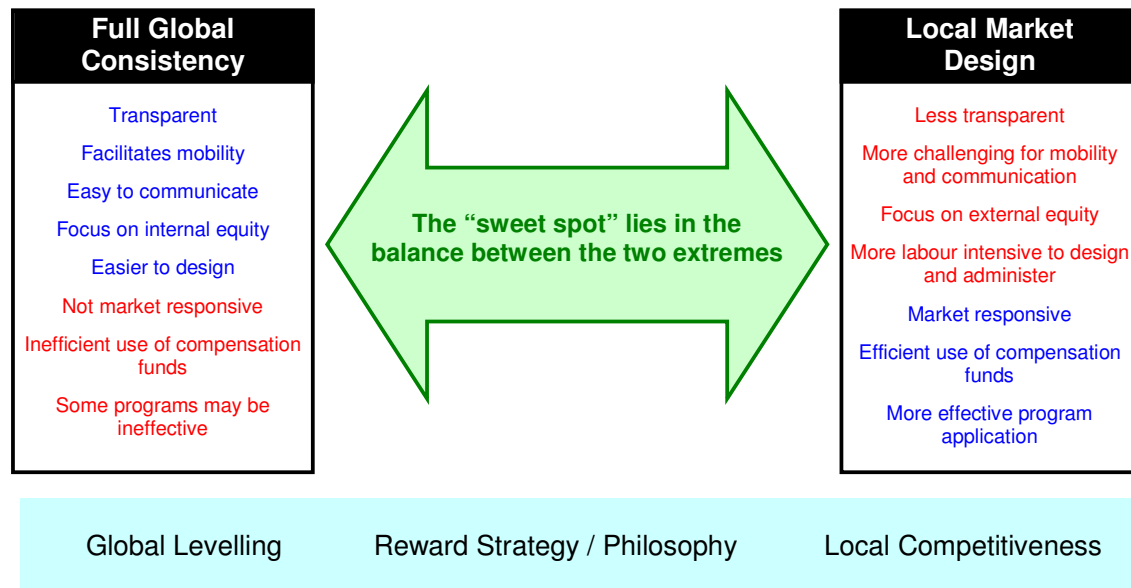 Full Global
Consistency
Transparent
Facilitates mobility
Easy to communicate
Focus on internal equity
Easier to design
Not market responsive
Inefficient use of compensation
funds
Some programs may be
ineffective
The “sweet spot” lies in the
balance between the two extremes
Local Market
Design
Less transparent
More challenging for mobility
and communication
Focus on external equity
More labour intensive to design
and administer
Market responsive
Efficient use of compensation
funds
More effective program
application
Global Levelling
Reward Strategy / Philosophy
Local Competitiveness